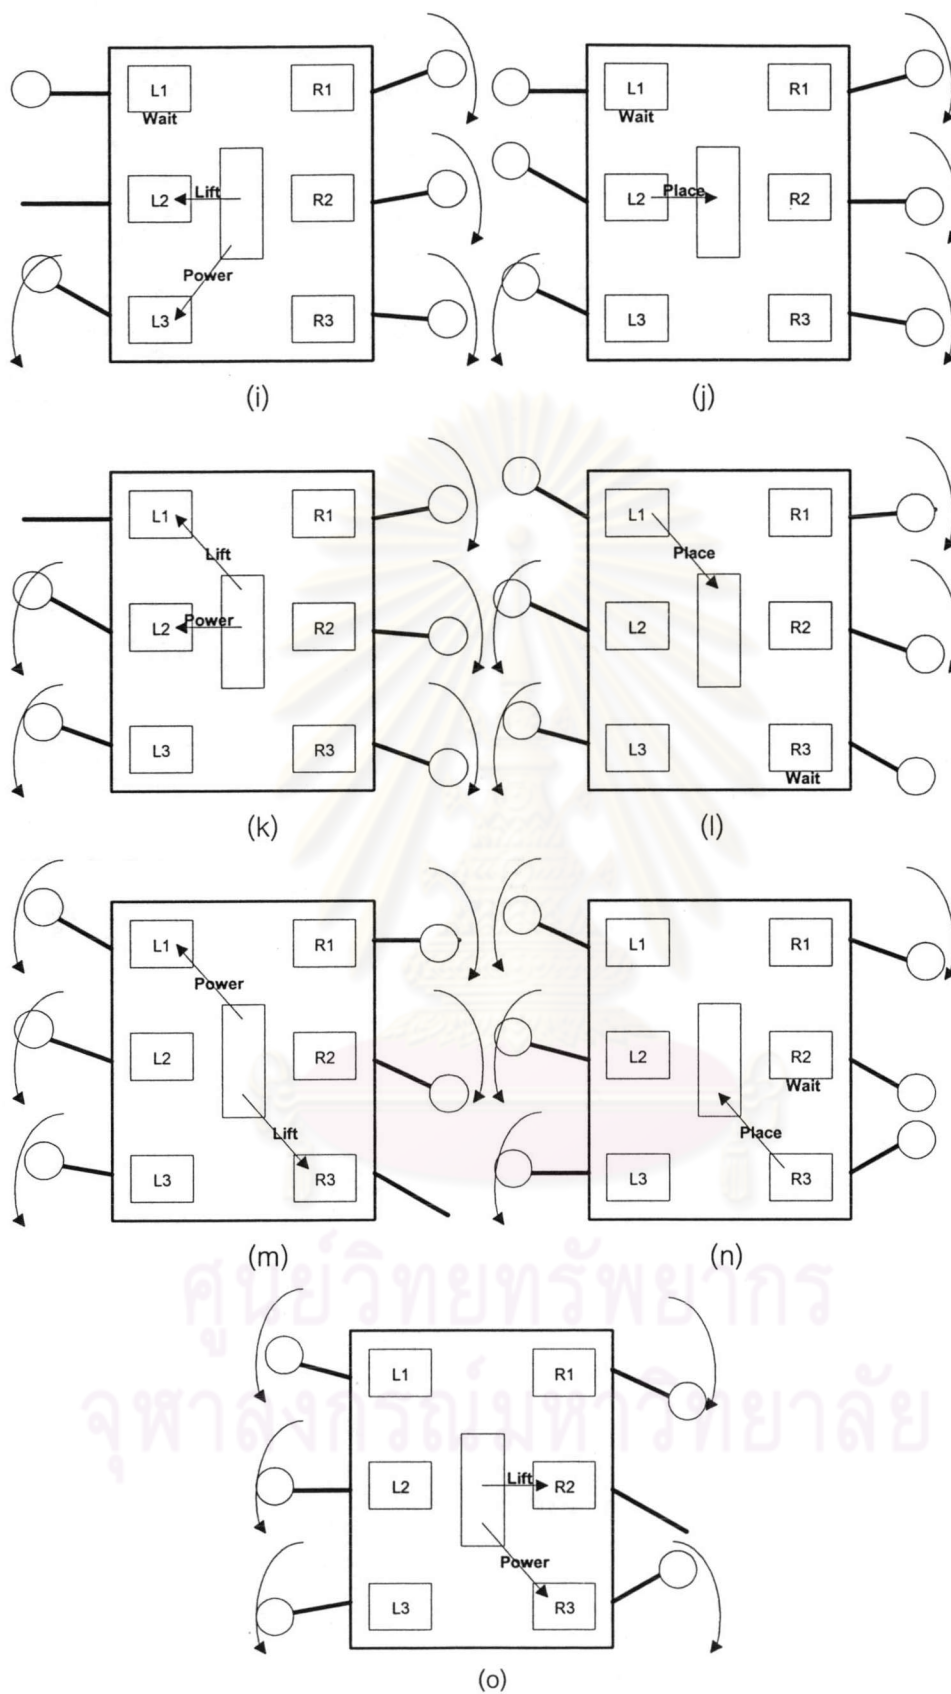 L1 R1 L1 R1
Wait Wait
Lift Place
L2 R2 L2 R2
Power
L3 R3 L3 R3
(i) (j)
L1 R1 L1 R1
Lift Place
Power
L2 R2 L2 R2
L3 R3 L3 R3
Wait
(k) (l)
L1 R1 L1 R1
Power
L2 R2 L2 R2
Wait
Lift Place
L3 R3 L3 R3
(m) (n)
ศูนย์วิทยทรัพยากร
จุฬาลงกรณ์มหาวิทยาลัย
L1 R1
Lift
L2 R2
Power
L3 R3
(o)